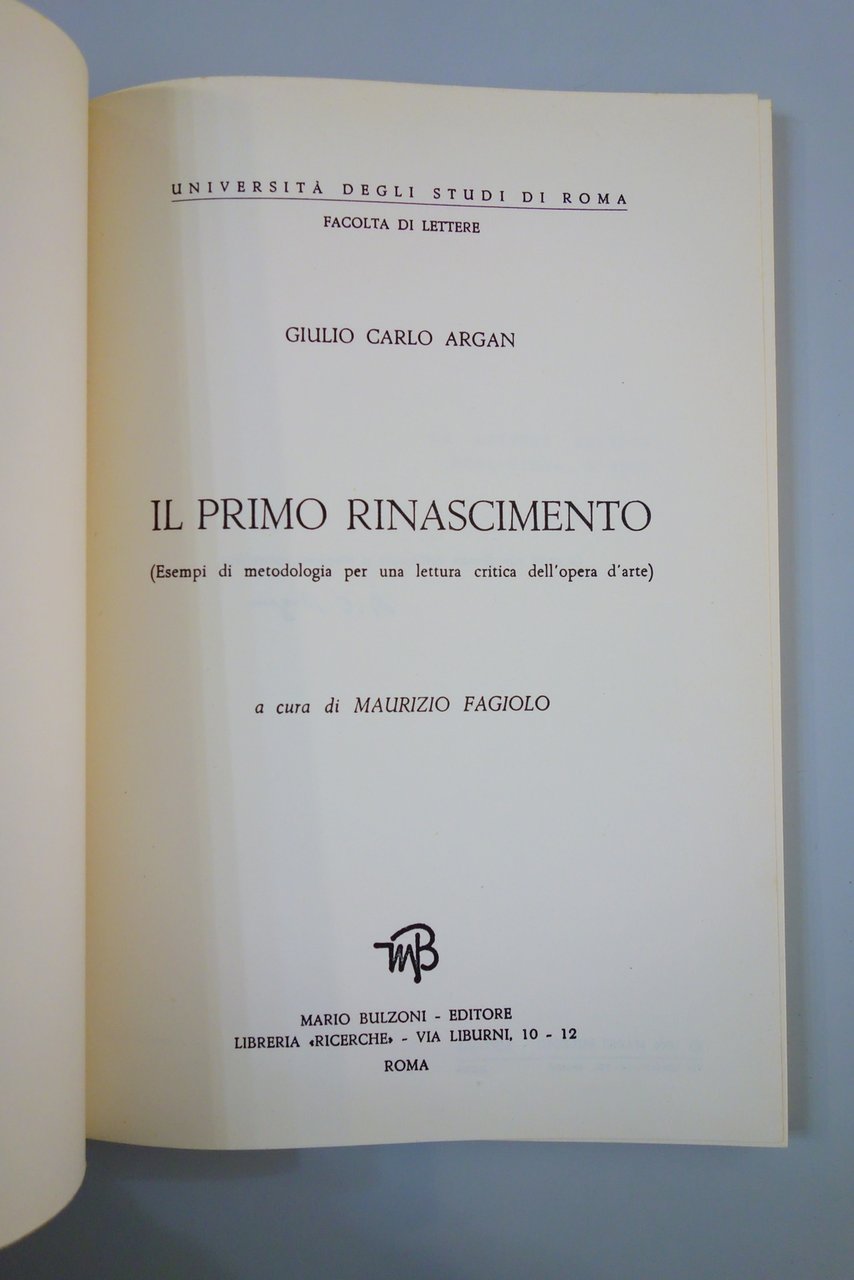 UNIVERSITÀ DEGLI STUDI DI ROMA
FACOLTA DI LETTERE
GIULIO CARLO ARGAN
IL PRIMO RINASCIMENTO
(Esempi di metodologia per una lettura critica dell'opera d'arte)
a cura di MAURIZIO FAGIOLO
MB
MARIO BULZONI - EDITORE
LIBRERIA «RICERCHE» - VIA LIBURNI, 10 - 12
ROMA